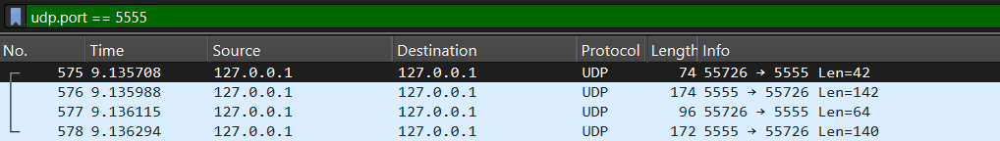 udp.port == 5555
No. Time Source Destination Protocol Length Info
575 9.135708 127.0.0.1 127.0.0.1 UDP 74 55726 → 5555 Len=42
576 9.135988 127.0.0.1 127.0.0.1 UDP 174 5555 → 55726 Len=142
577 9.136115 127.0.0.1 127.0.0.1 UDP 96 55726 → 5555 Len=64
578 9.136294 127.0.0.1 127.0.0.1 UDP 172 5555 → 55726 Len=140